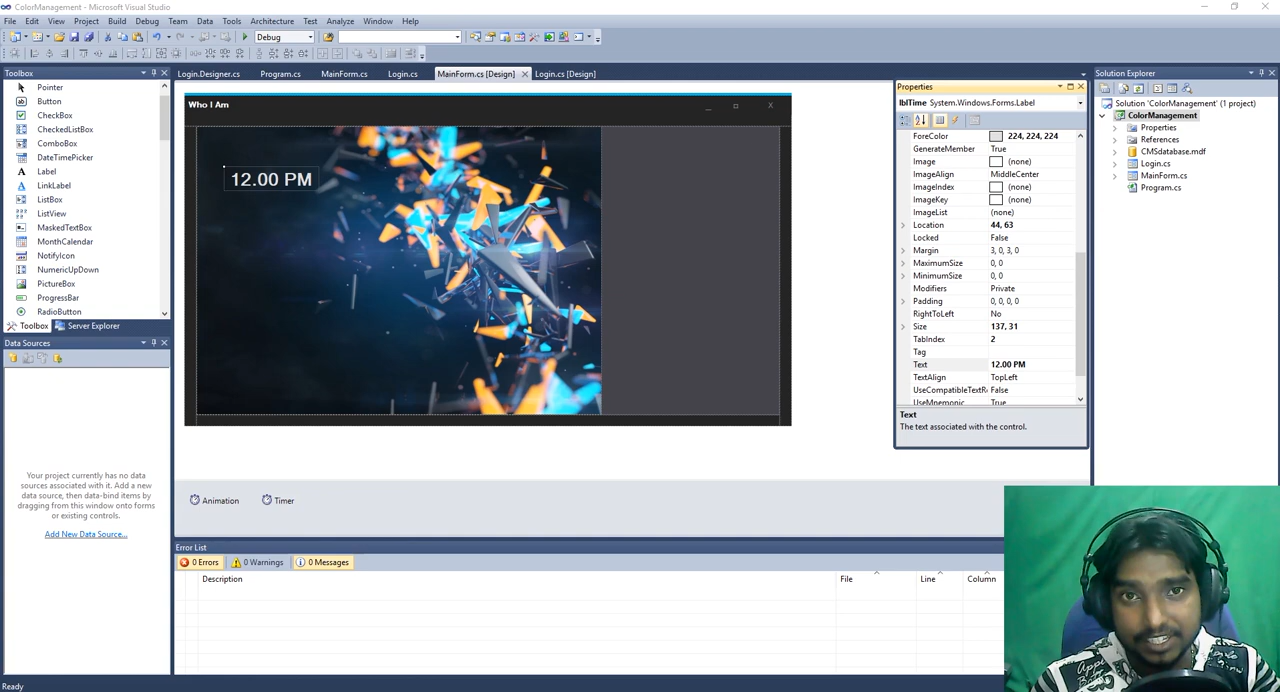 ColorManagement - Microsoft Visual Studio
File Edit View Project Build Debug Team Data Tools Architecture Test Analyze Window Help
Debug
Toolbox
Pointer
Button
CheckBox
CheckedListBox
ComboBox
DateTimePicker
Label
LinkLabel
ListBox
ListView
MaskedTextBox
MonthCalendar
NotifyIcon
NumericUpDown
PictureBox
ProgressBar
RadioButton
Toolbox Server Explorer
Data Sources
Your project currently has no data
sources associated with it. Add a new
data source, then data-bind items by
dragging from this window onto forms
or existing controls.
Add New Data Source...
Login.Designer.cs Program.cs MainForm.cs Login.cs MainForm.cs [Design] Login.cs [Design]
Who I Am
12.00 PM
Animation Timer
Properties
lblTime System.Windows.Forms.Label
ForeColor 224, 224, 224
GenerateMember True
Image (none)
ImageAlign MiddleCenter
ImageIndex (none)
ImageKey (none)
ImageList (none)
Location 44, 63
Locked False
Margin 3, 0, 3, 0
MaximumSize 0, 0
MinimumSize 0, 0
Modifiers Private
Padding 0, 0, 0, 0
RightToLeft No
Size 137, 31
TabIndex 2
Tag
Text 12.00 PM
TextAlign TopLeft
UseCompatibleTextRe False
UseMnemonic True
Text
The text associated with the control.
Solution Explorer
Solution 'ColorManagement' (1 project)
ColorManagement
Properties
References
CMSdatabase.mdf
Login.cs
MainForm.cs
Program.cs
Error List
0 Errors 0 Warnings 0 Messages
Description File Line Column
Ready